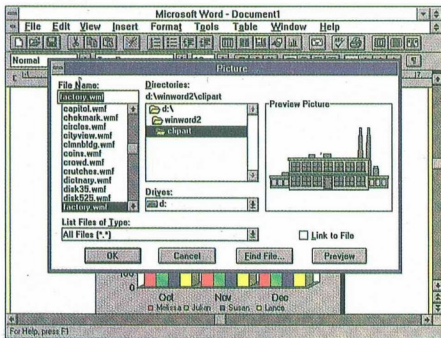 Microsoft Word - Document1
File Edit View Insert Format Tools Table Window Help
Normal
Picture
File Name:
factory.wmf
capitol.wmf
chekmark.wmf
circles.wmf
cityview.wmf
clmnbldg.wmf
coins.wmf
crowd.wmf
crutches.wmf
dictnary.wmf
disk35.wmf
disk525.wmf
factory.wmf
Directories:
d:\winword2\clipart
d:\
winword2
clipart
Drives:
d:
Preview Picture
List Files of Type:
All Files (*.*)
Link to File
OK Cancel Find File... Preview
100
0
Oct Nov Dec
Melissa Julian Susan Lance
For Help, press F1